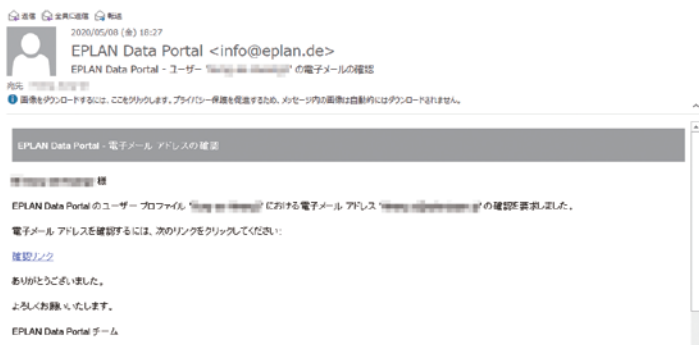 返信 全員に返信 転送
2020/05/08 (金) 18:27
EPLAN Data Portal <info@eplan.de>
EPLAN Data Portal - ユーザー ' ' の電子メールの確認
宛先
画像をダウンロードするには、ここをクリックします。プライバシー保護を促進するため、メッセージ内の画像は自動的にはダウンロードされません。
EPLAN Data Portal - 電子メール アドレスの確認
様
EPLAN Data Portal のユーザー プロファイル ' ' における電子メール アドレス ' ' の確認を要求しました。
電子メール アドレスを確認するには、次のリンクをクリックしてください:
確認リンク
ありがとうございました。
よろしくお願いいたします。
EPLAN Data Portal チーム